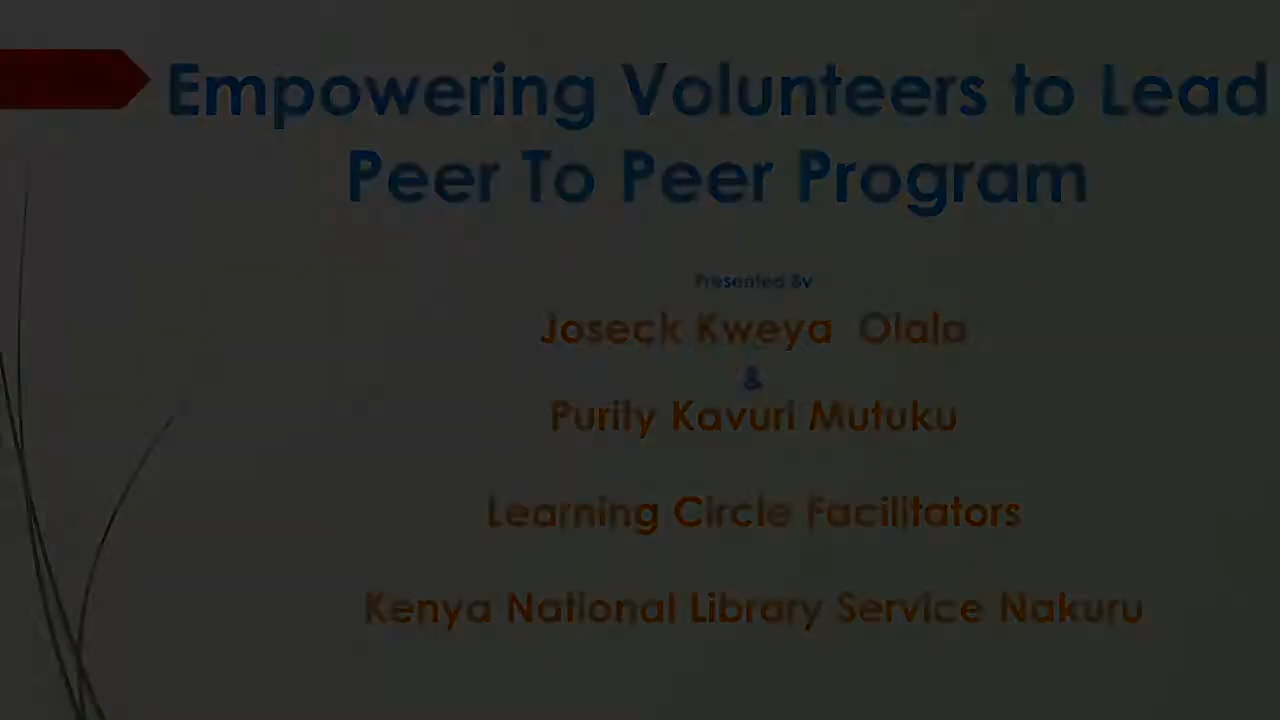 Empowering Volunteers to Lead
Peer To Peer Program
Presented By
Joseck Kweya Olala
&
Purity Kavuri Mutuku
Learning Circle Facilitators
Kenya National Library Service Nakuru